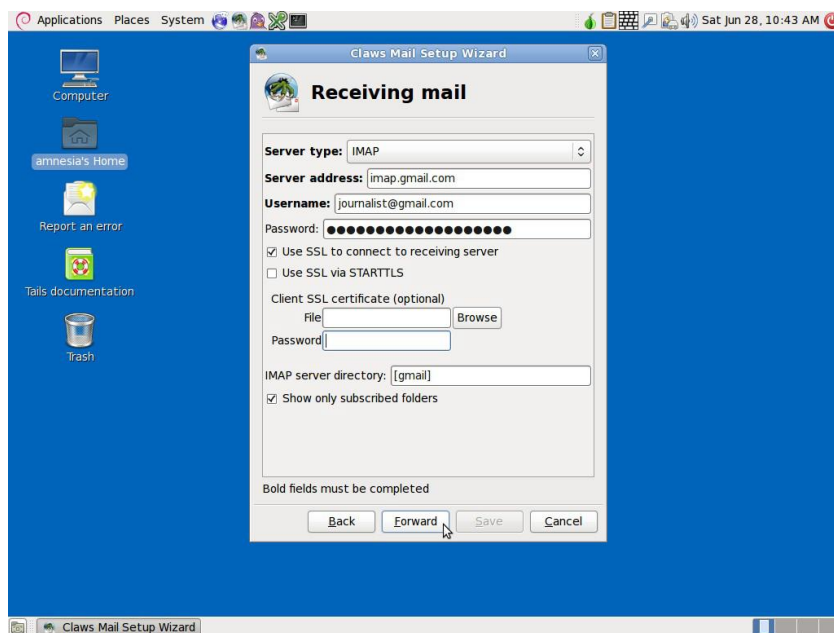 Applications Places System Sat Jun 28, 10:43 AM
Claws Mail Setup Wizard
Receiving mail
Computer
amnesia's Home
Report an error
Tails documentation
Trash
Server type: IMAP
Server address: imap.gmail.com
Username: journalist@gmail.com
Password: ●●●●●●●●●●●●●●●●●●
Use SSL to connect to receiving server
Use SSL via STARTTLS
Client SSL certificate (optional)
File Browse
Password
IMAP server directory: [gmail]
Show only subscribed folders
Bold fields must be completed
Back Forward Save Cancel
Claws Mail Setup Wizard